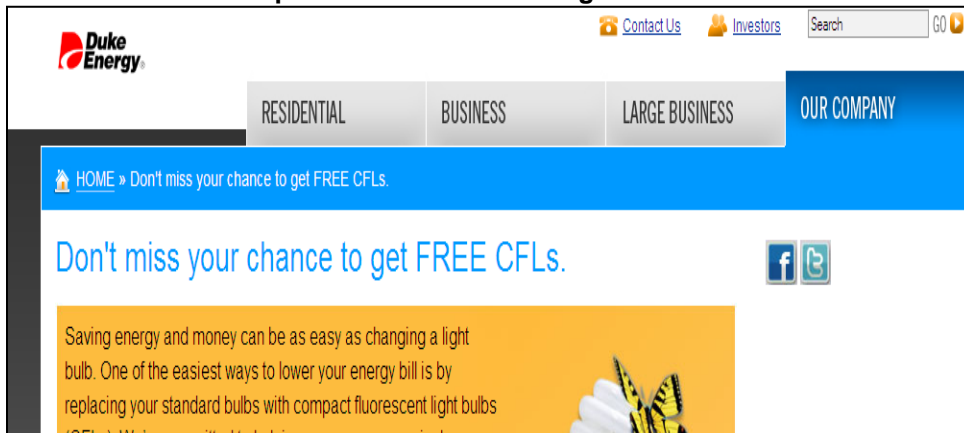 Contact Us
Investors
Search
GO
Duke
Energy®
RESIDENTIAL
BUSINESS
LARGE BUSINESS
OUR COMPANY
HOME » Don't miss your chance to get FREE CFLs.
Don't miss your chance to get FREE CFLs.
Saving energy and money can be as easy as changing a light
bulb. One of the easiest ways to lower your energy bill is by
replacing your standard bulbs with compact fluorescent light bulbs